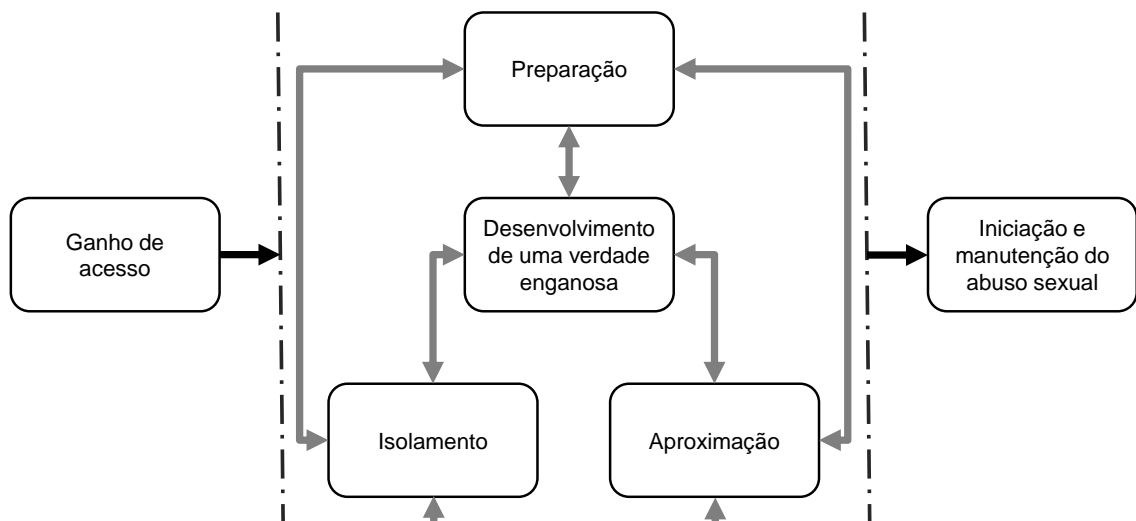 Preparação
Ganho de
acesso
Desenvolvimento
de uma verdade
enganosa
Iniciação e
manutenção do
abuso sexual
Isolamento
Aproximação